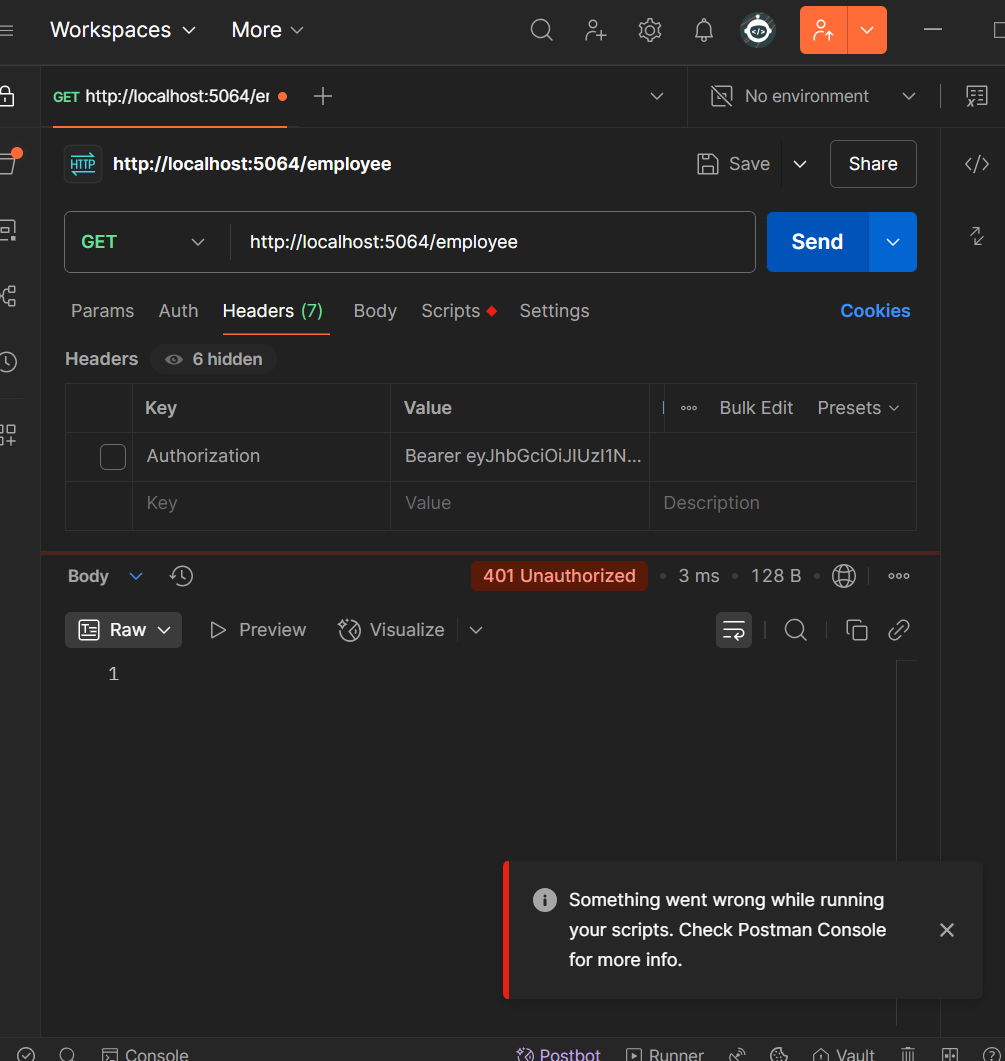 Workspaces More
GET http://localhost:5064/er No environment
HTTP http://localhost:5064/employee Save Share
GET http://localhost:5064/employee Send
Params Auth Headers (7) Body Scripts Settings Cookies
Headers 6 hidden
Key Value Bulk Edit Presets
Authorization Bearer eyJhbGciOiJIUzI1N...
Key Value Description
Body 401 Unauthorized 3 ms 128 B
Raw Preview Visualize
1
Something went wrong while running
your scripts. Check Postman Console
for more info.
Console Postbot Runner Vault